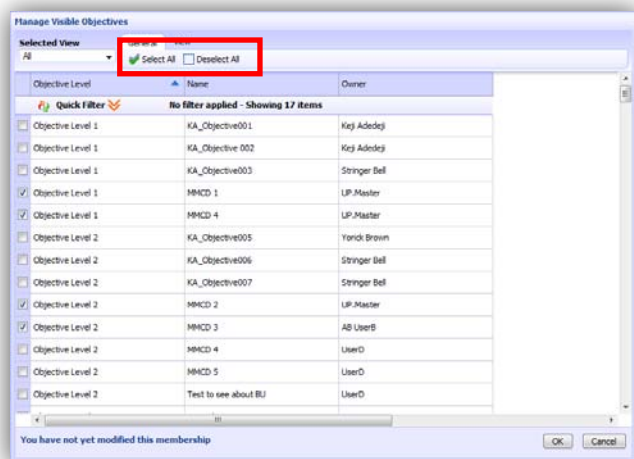 Manage Visible Objectives
Selected View
General
All
Select All Deselect All
Objective Level Name Owner
Quick Filter No filter applied - Showing 17 items
Objective Level 1 KA_Objective001 Keji Adedeji
Objective Level 1 KA_Objective 002 Keji Adedeji
Objective Level 1 KA_Objective003 Stringer Bell
Objective Level 1 MMCD 1 UP.Master
Objective Level 1 MMCD 4 UP.Master
Objective Level 2 KA_Objective005 Yorick Brown
Objective Level 2 KA_Objective006 Stringer Bell
Objective Level 2 KA_Objective007 Stringer Bell
Objective Level 2 MMCD 2 UP.Master
Objective Level 2 MMCD 3 AB UserB
Objective Level 2 MMCD 4 UserD
Objective Level 2 MMCD 5 UserD
Objective Level 2 Test to see about BU UserD
You have not yet modified this membership OK Cancel